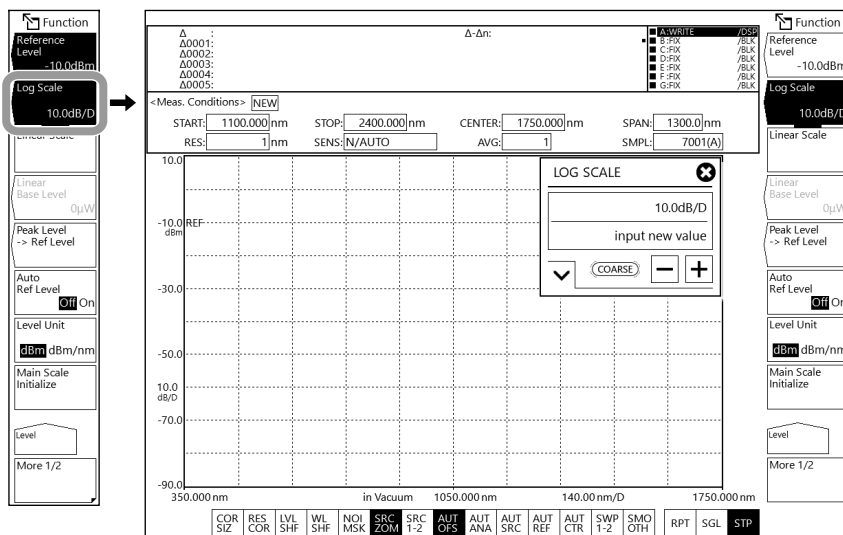 Function
Reference
Level
-10.0dBm
Log Scale
10.0dB/D
Linear Scale
Linear
Base Level
0µW
Peak Level
-> Ref Level
Auto
Ref Level
Off On
Level Unit
dBm dBm/nm
Main Scale
Initialize
Level
More 1/2
Δ :
Δ0001:
Δ0002:
Δ0003:
Δ0004:
Δ0005:
Δ-Δn:
A:WRITE /DSP
B:FIX /BLK
C:FIX /BLK
D:FIX /BLK
E:FIX /BLK
F:FIX /BLK
G:FIX /BLK
<Meas. Conditions> NEW
START: 1100.000 nm STOP: 2400.000 nm CENTER: 1750.000 nm SPAN: 1300.0 nm
RES: 1 nm SENS: N/AUTO AVG: 1 SMPL: 7001(A)
10.0
-10.0 REF
dBm
-30.0
-50.0
10.0
dB/D
-70.0
-90.0
350.000 nm in Vacuum 1050.000 nm 140.00 nm/D 1750.000 nm
LOG SCALE
10.0dB/D
input new value
COARSE
COR SIZ
RES COR
LVL SHF
WL SHF
NOI MSK
SRC ZOM
SRC 1-2
AUT OFS
AUT ANA
AUT SRC
AUT REF
AUT CTR
SWP 1-2
SMO OTH
RPT
SGL
STP
Function
Reference
Level
-10.0dBm
Log Scale
10.0dB/D
Linear Scale
Linear
Base Level
0µW
Peak Level
-> Ref Level
Auto
Ref Level
Off On
Level Unit
dBm dBm/nm
Main Scale
Initialize
Level
More 1/2